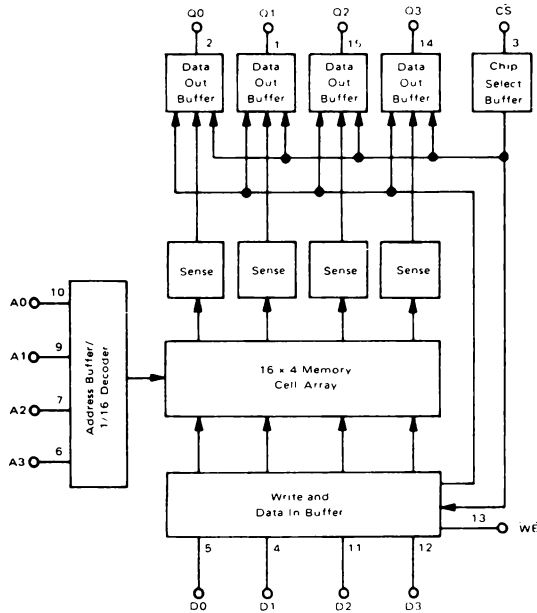 Q0 Q1 Q2 Q3 CS
2 1 15 14 3
Data Out Buffer
Data Out Buffer
Data Out Buffer
Data Out Buffer
Chip Select Buffer
Sense Sense Sense Sense
A0 10
A1 9
A2 7
A3 6
Address Buffer/
1/16 Decoder
16 × 4 Memory
Cell Array
Write and
Data In Buffer
13 WE
5 4 11 12
D0 D1 D2 D3